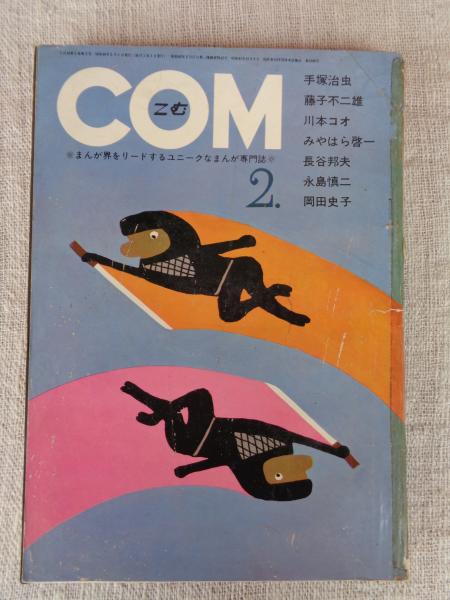 COM
こむ
※まんが界をリードするユニークなまんが専門誌※
2.
手塚治虫
藤子不二雄
川本コオ
みやはら啓一
長谷邦夫
永島慎二
岡田史子